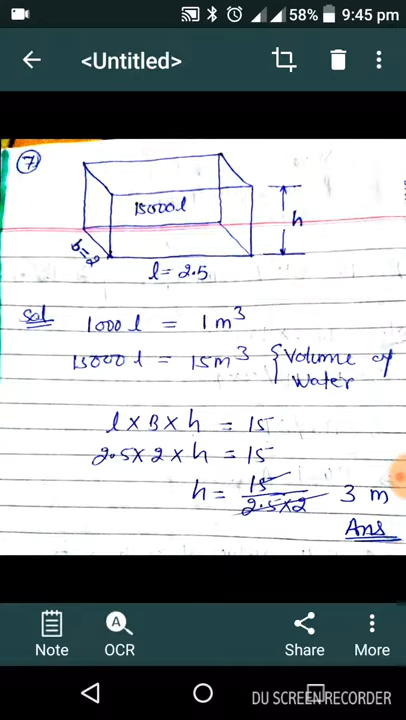 58% 9:45 pm
<Untitled>
7
15000 l
h
b=2
l = 2.5
Sol
1000 l = 1 m³
15000 l = 15 m³ { Volume of
Water
l × B × h = 15
2.5 × 2 × h = 15
h = 15/2.5×2 3 m
Ans
A
Note OCR Share More
DU SCREEN RECORDER